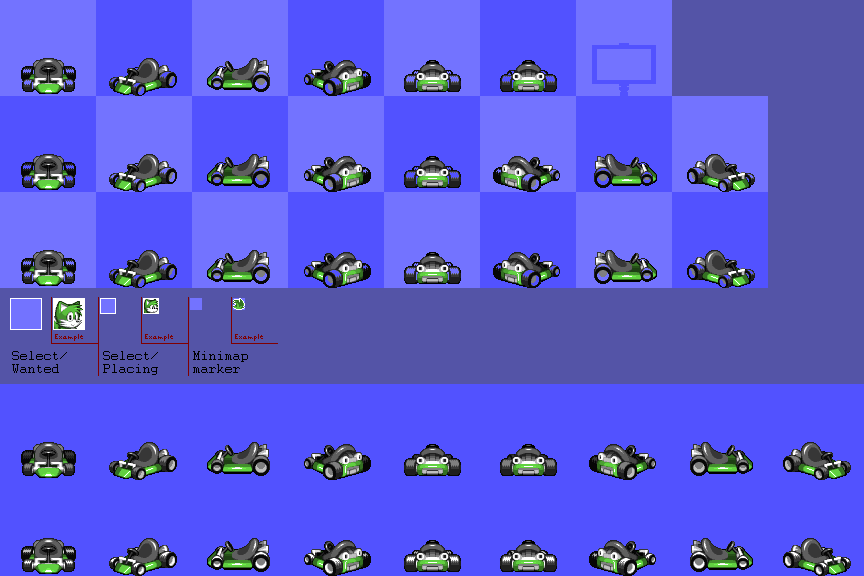 Example
Example
Example
Select/
Wanted
Select/
Placing
Minimap
marker